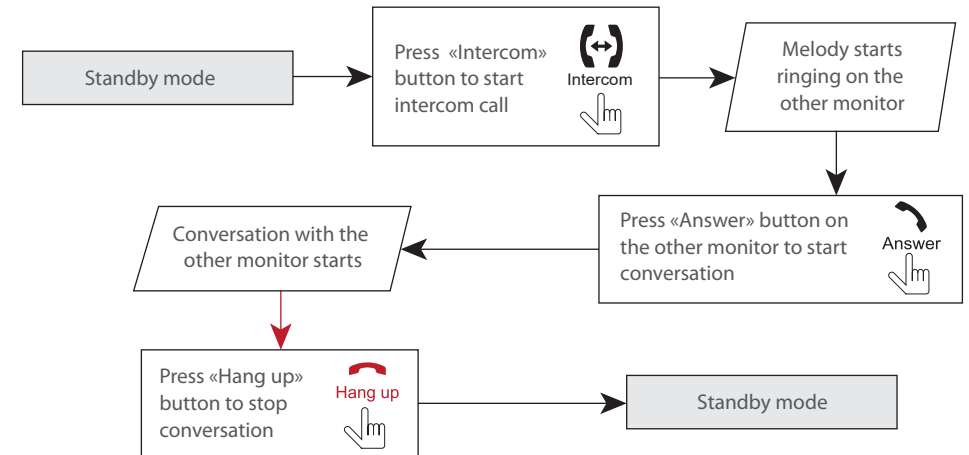 Standby mode
Press «Intercom»
button to start
intercom call
Intercom
Melody starts
ringing on the
other monitor
Press «Answer» button on
the other monitor to start
conversation
Answer
Conversation with the
other monitor starts
Press «Hang up»
button to stop
conversation
Hang up
Standby mode